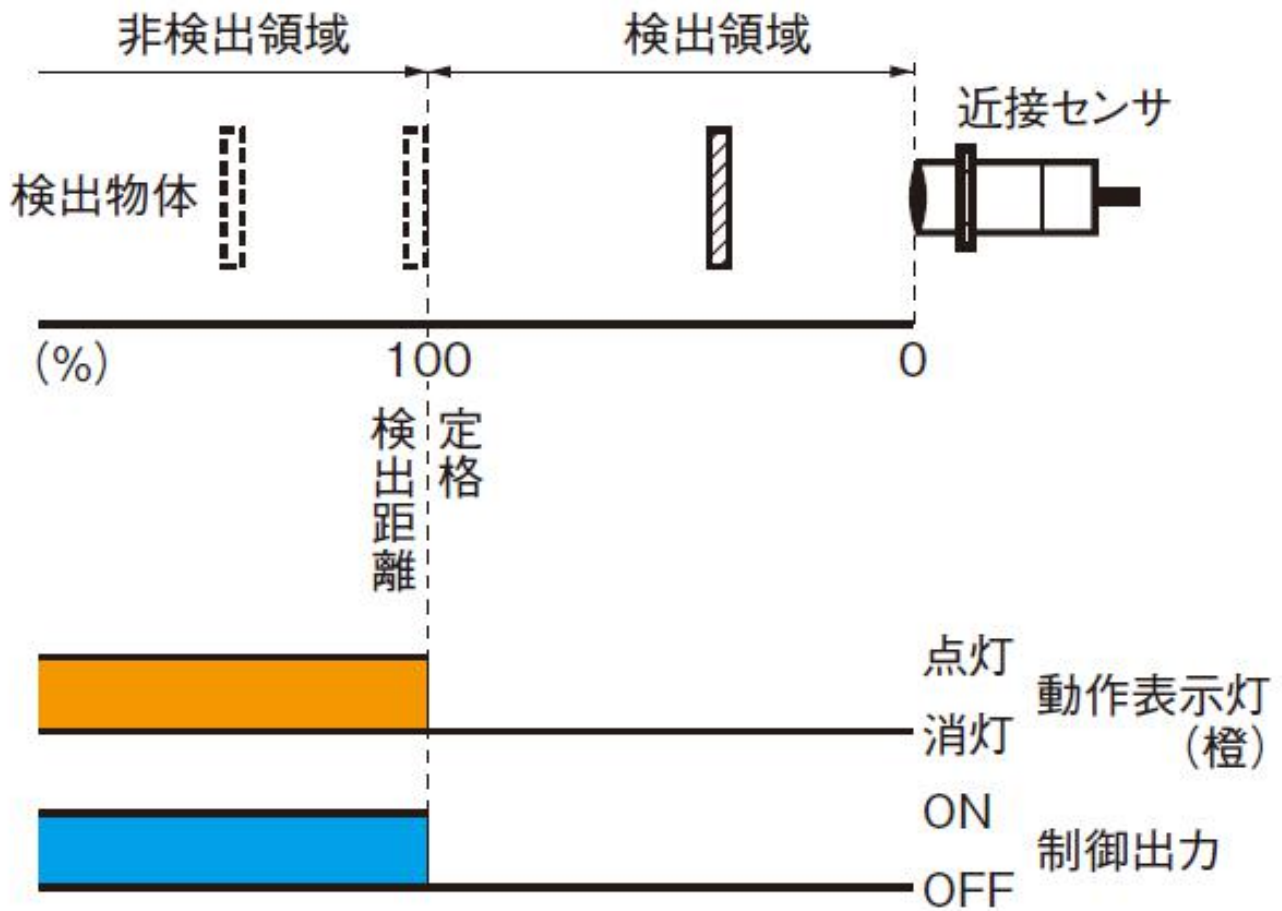 非検出領域
検出領域
近接センサ
検出物体
(%)
100
0
定格
検出距離
点灯
消灯
動作表示灯
(橙)
ON
OFF
制御出力